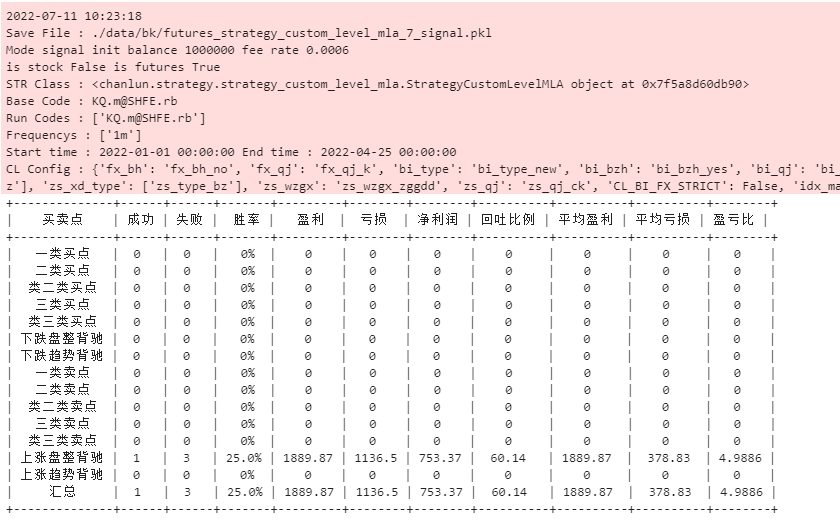 2022-07-11 10:23:18
Save File : ./data/bk/futures_strategy_custom_level_mla_7_signal.pkl
Mode signal init balance 1000000 fee rate 0.0006
is stock False is futures True
STR Class : <chanlun.strategy.strategy_custom_level_mla.StrategyCustomLevelMLA object at 0x7f5a8d60db90>
Base Code : KQ.m@SHFE.rb
Run Codes : ['KQ.m@SHFE.rb']
Frequencys : ['1m']
Start time : 2022-01-01 00:00:00 End time : 2022-04-25 00:00:00
CL Config : {'fx_bh': 'fx_bh_no', 'fx_qj': 'fx_qj_k', 'bi_type': 'bi_type_new', 'bi_bzh': 'bi_bzh_yes', 'bi_qj': 'bi_
z'], 'zs_xd_type': ['zs_type_bz'], 'zs_wzgx': 'zs_wzgx_zggdd', 'zs_qj': 'zs_qj_ck', 'CL_BI_FX_STRICT': False, 'idx_ma
| 买卖点 | 成功 | 失败 | 胜率 | 盈利 | 亏损 | 净利润 | 回吐比例 | 平均盈利 | 平均亏损 | 盈亏比 |
| 一类买点 | 0 | 0 | 0% | 0 | 0 | 0 | 0 | 0 | 0 | 0 |
| 二类买点 | 0 | 0 | 0% | 0 | 0 | 0 | 0 | 0 | 0 | 0 |
| 类二类买点 | 0 | 0 | 0% | 0 | 0 | 0 | 0 | 0 | 0 | 0 |
| 三类买点 | 0 | 0 | 0% | 0 | 0 | 0 | 0 | 0 | 0 | 0 |
| 类三类买点 | 0 | 0 | 0% | 0 | 0 | 0 | 0 | 0 | 0 | 0 |
| 下跌盘整背驰 | 0 | 0 | 0% | 0 | 0 | 0 | 0 | 0 | 0 | 0 |
| 下跌趋势背驰 | 0 | 0 | 0% | 0 | 0 | 0 | 0 | 0 | 0 | 0 |
| 一类卖点 | 0 | 0 | 0% | 0 | 0 | 0 | 0 | 0 | 0 | 0 |
| 二类卖点 | 0 | 0 | 0% | 0 | 0 | 0 | 0 | 0 | 0 | 0 |
| 类二类卖点 | 0 | 0 | 0% | 0 | 0 | 0 | 0 | 0 | 0 | 0 |
| 三类卖点 | 0 | 0 | 0% | 0 | 0 | 0 | 0 | 0 | 0 | 0 |
| 类三类卖点 | 0 | 0 | 0% | 0 | 0 | 0 | 0 | 0 | 0 | 0 |
| 上涨盘整背驰 | 1 | 3 | 25.0% | 1889.87 | 1136.5 | 753.37 | 60.14 | 1889.87 | 378.83 | 4.9886 |
| 上涨趋势背驰 | 0 | 0 | 0% | 0 | 0 | 0 | 0 | 0 | 0 | 0 |
| 汇总 | 1 | 3 | 25.0% | 1889.87 | 1136.5 | 753.37 | 60.14 | 1889.87 | 378.83 | 4.9886 |